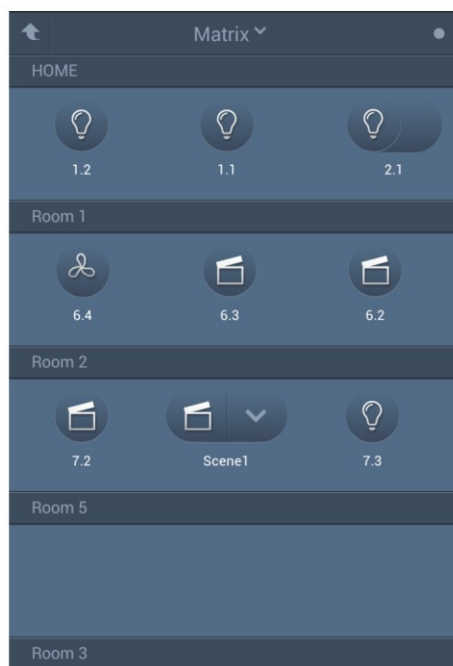 Matrix
HOME
1.2 1.1 2.1
Room 1
6.4 6.3 6.2
Room 2
7.2 Scene1 7.3
Room 5
Room 3